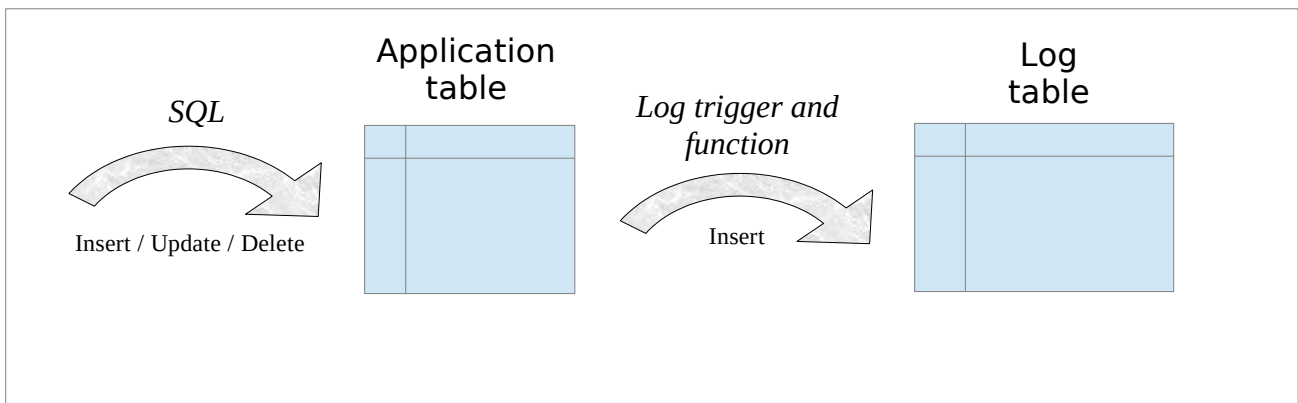 Application
table
Log
table
SQL
Log trigger and
function
Insert / Update / Delete
Insert